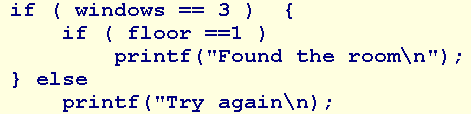 if ( windows == 3 )  {
    if ( floor ==1 )
        printf("Found the room\n");
} else
    printf("Try again\n);